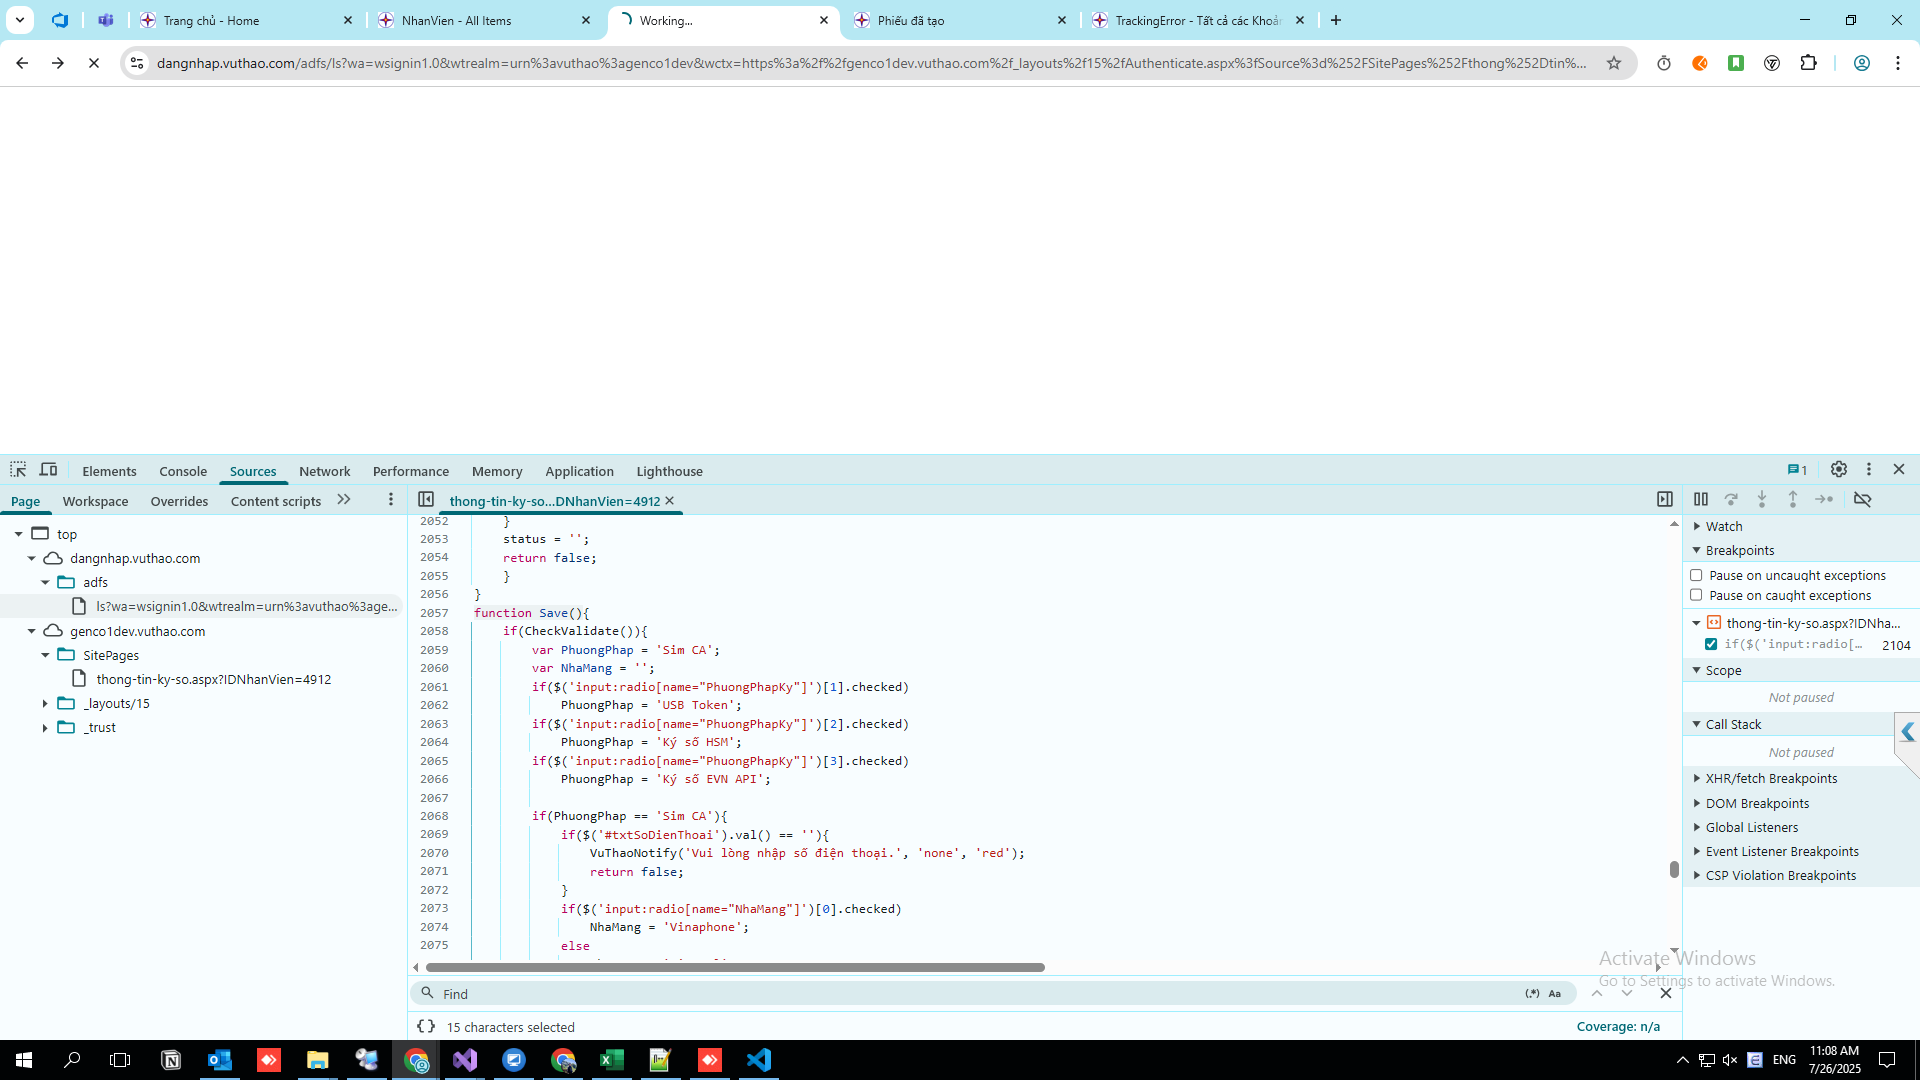 Trang chủ - Home
NhanVien - All Items
Working...
Phiếu đã tạo
TrackingError - Tất cả các Khoản
dangnhap.vuthao.com/adfs/ls?wa=wsignin1.0&wtrealm=urn%3avuthao%3agenco1dev&wctx=https%3a%2f%2fgenco1dev.vuthao.com%2f_layouts%2f15%2fAuthenticate.aspx%3fSource%3d%252FSitePages%252Fthong%252Dtin%...
Elements
Console
Sources
Network
Performance
Memory
Application
Lighthouse
1
Page
Workspace
Overrides
Content scripts
thong-tin-ky-so...DNhanVien=4912
top
dangnhap.vuthao.com
adfs
ls?wa=wsignin1.0&wtrealm=urn%3avuthao%3age...
genco1dev.vuthao.com
SitePages
thong-tin-ky-so.aspx?IDNhanVien=4912
_layouts/15
_trust
2052 }
2053 status = '';
2054 return false;
2055 }
2056 }
2057 function Save(){
2058 if(CheckValidate()){
2059 var PhuongPhap = 'Sim CA';
2060 var NhaMang = '';
2061 if($('input:radio[name="PhuongPhapKy"]')[1].checked)
2062 PhuongPhap = 'USB Token';
2063 if($('input:radio[name="PhuongPhapKy"]')[2].checked)
2064 PhuongPhap = 'Ký số HSM';
2065 if($('input:radio[name="PhuongPhapKy"]')[3].checked)
2066 PhuongPhap = 'Ký số EVN API';
2067
2068 if(PhuongPhap == 'Sim CA'){
2069 if($('#txtSoDienThoai').val() == ''){
2070 VuThaoNotify('Vui lòng nhập số điện thoại.', 'none', 'red');
2071 return false;
2072 }
2073 if($('input:radio[name="NhaMang"]')[0].checked)
2074 NhaMang = 'Vinaphone';
2075 else
Find
(.*)
Aa
{ } 15 characters selected
Coverage: n/a
Watch
Breakpoints
Pause on uncaught exceptions
Pause on caught exceptions
thong-tin-ky-so.aspx?IDNha...
if($('input:radio[... 2104
Scope
Not paused
Call Stack
Not paused
XHR/fetch Breakpoints
DOM Breakpoints
Global Listeners
Event Listener Breakpoints
CSP Violation Breakpoints
Activate Windows
Go to Settings to activate Windows.
ENG
11:08 AM
7/26/2025